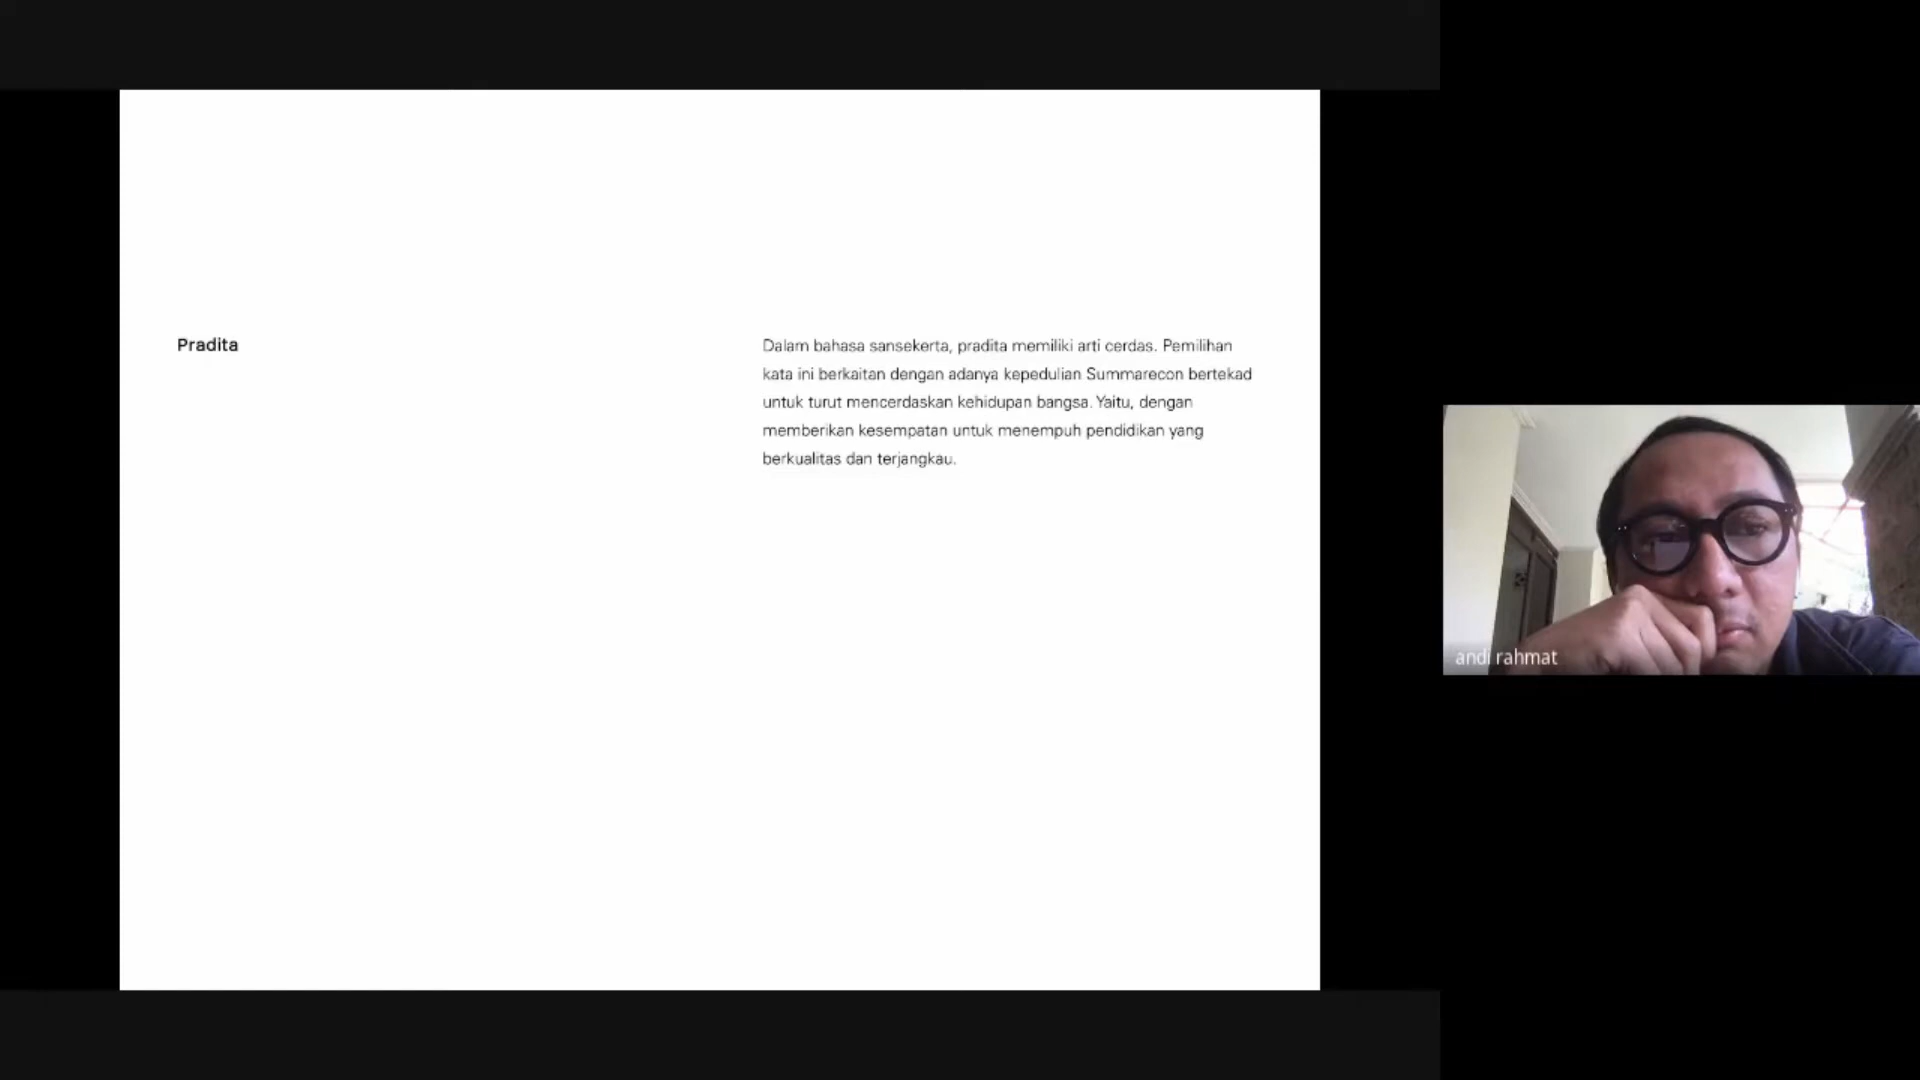 Pradita
Dalam bahasa sansekerta, pradita memiliki arti cerdas. Pemilihan
kata ini berkaitan dengan adanya kepedulian Summarecon bertekad
untuk turut mencerdaskan kehidupan bangsa. Yaitu, dengan
memberikan kesempatan untuk menempuh pendidikan yang
berkualitas dan terjangkau.
andi rahmat